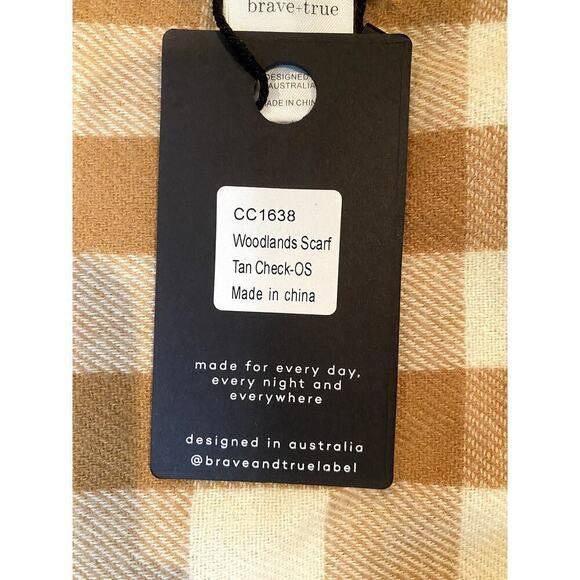 brave+true
DESIGNED
AUSTRALIA
MADE IN CHIN
CC1638
Woodlands Scarf
Tan Check-OS
Made in china
made for every day,
every night and
everywhere
designed in australia
@braveandtruelabel